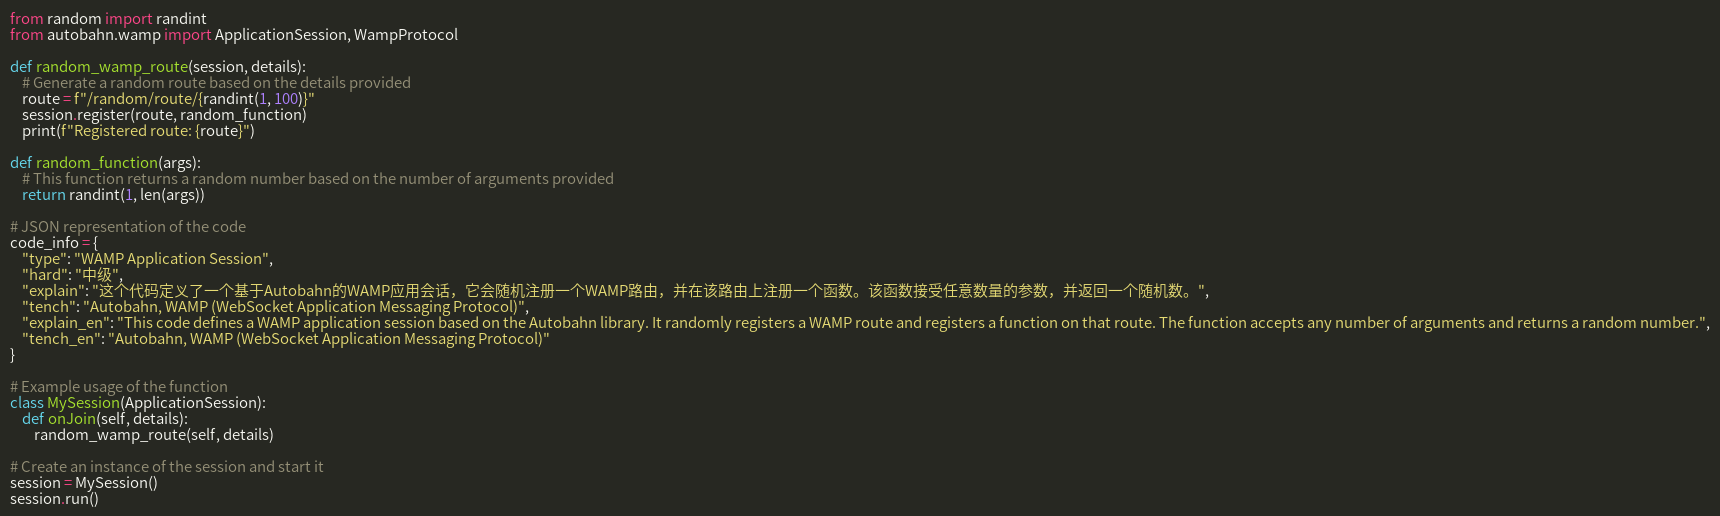 from random import randint
from autobahn.wamp import ApplicationSession, WampProtocol

def random_wamp_route(session, details):
    # Generate a random route based on the details provided
    route = f"/random/route/{randint(1, 100)}"
    session.register(route, random_function)
    print(f"Registered route: {route}")

def random_function(args):
    # This function returns a random number based on the number of arguments provided
    return randint(1, len(args))

# JSON representation of the code
code_info = {
    "type": "WAMP Application Session",
    "hard": "中级",
    "explain": "这个代码定义了一个基于Autobahn的WAMP应用会话，它会随机注册一个WAMP路由，并在该路由上注册一个函数。该函数接受任意数量的参数，并返回一个随机数。",
    "tench": "Autobahn, WAMP (WebSocket Application Messaging Protocol)",
    "explain_en": "This code defines a WAMP application session based on the Autobahn library. It randomly registers a WAMP route and registers a function on that route. The function accepts any number of arguments and returns a random number.",
    "tench_en": "Autobahn, WAMP (WebSocket Application Messaging Protocol)"
}

# Example usage of the function
class MySession(ApplicationSession):
    def onJoin(self, details):
        random_wamp_route(self, details)

# Create an instance of the session and start it
session = MySession()
session.run()